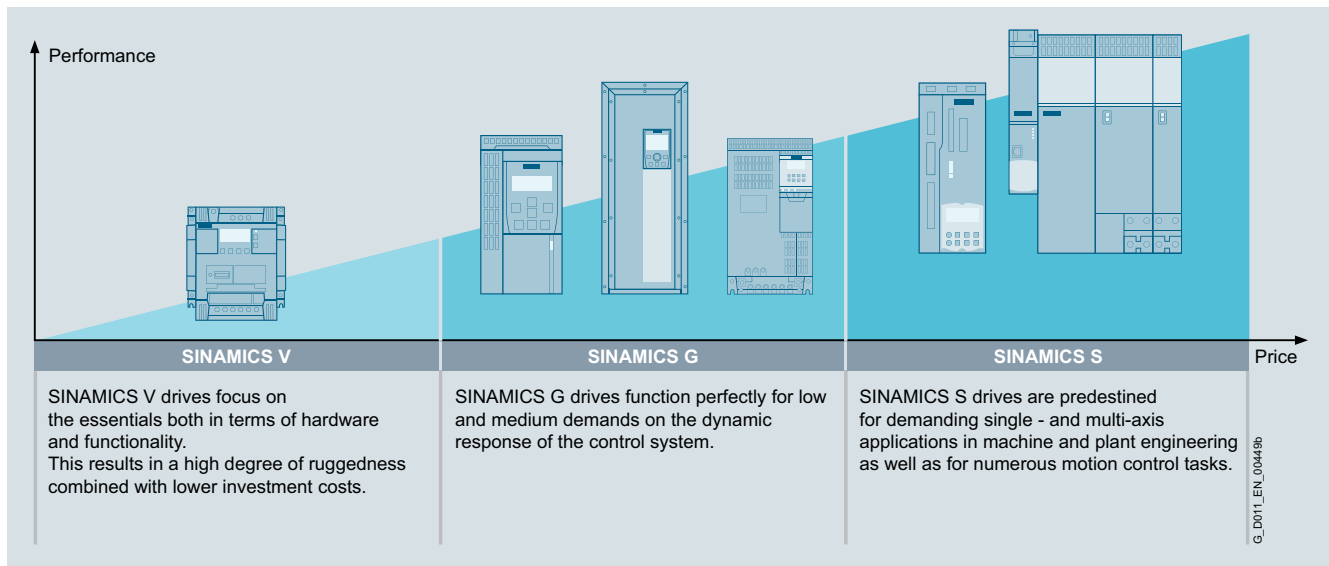 Performance
SINAMICS V
SINAMICS G
SINAMICS S
Price
SINAMICS V drives focus on
the essentials both in terms of hardware
and functionality.
This results in a high degree of ruggedness
combined with lower investment costs.
SINAMICS G drives function perfectly for low
and medium demands on the dynamic
response of the control system.
SINAMICS S drives are predestined
for demanding single - and multi-axis
applications in machine and plant engineering
as well as for numerous motion control tasks.
G_D011_EN_00449b